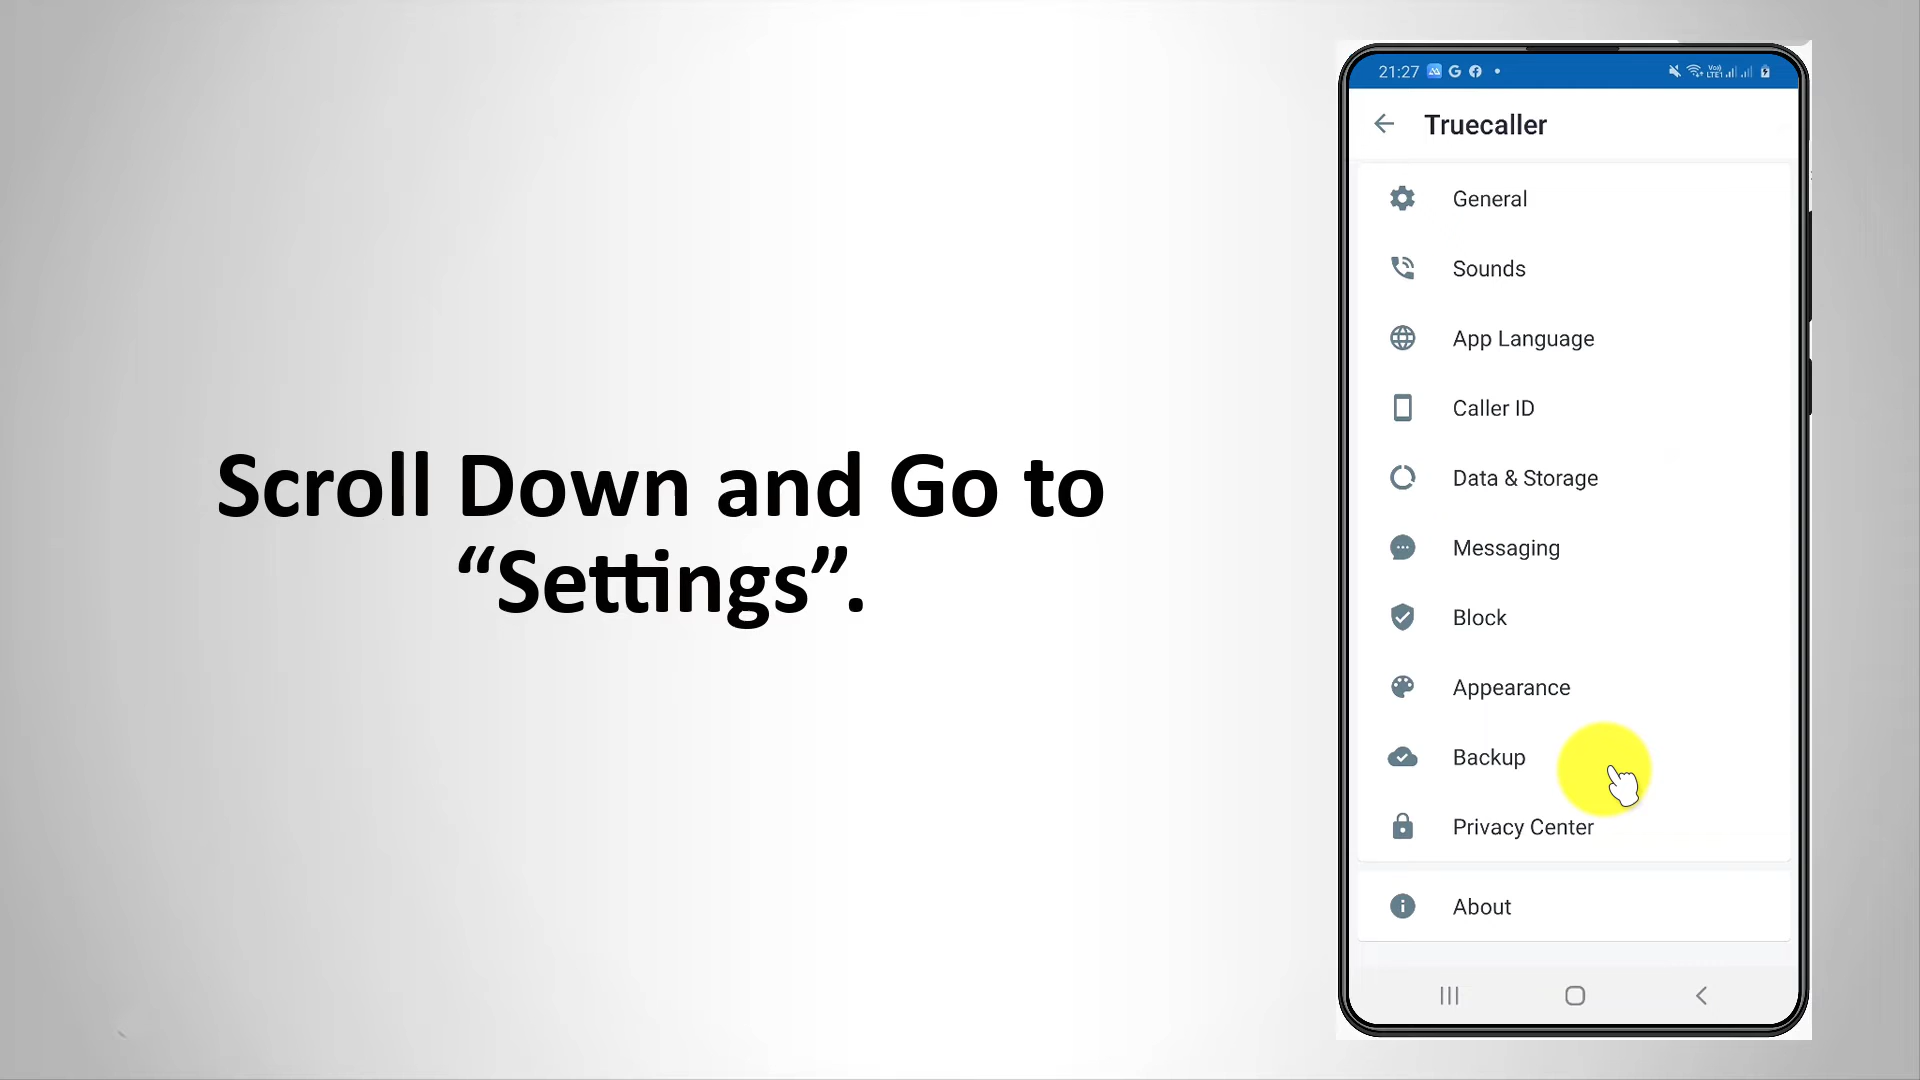 Scroll Down and Go to
“Settings”.
21:27
Truecaller
General
Sounds
App Language
Caller ID
Data & Storage
Messaging
Block
Appearance
Backup
Privacy Center
About